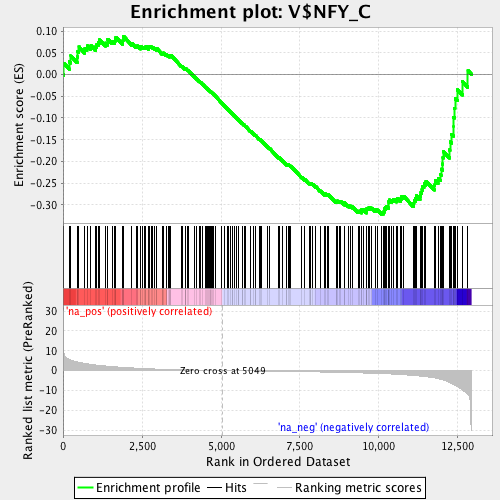 Enrichment plot: V$NFY_C
Enrichment score (ES)
0.10
0.05
0.00
-0.05
-0.10
-0.15
-0.20
-0.25
-0.30
'na_pos' (positively correlated)
Ranked list metric (PreRanked)
30
20
10
0
-10
-20
-30
Zero cross at 5049
'na_neg' (negatively correlated)
0
2,500
5,000
7,500
10,000
12,500
Rank in Ordered Dataset
Enrichment profile
Hits
Ranking metric scores